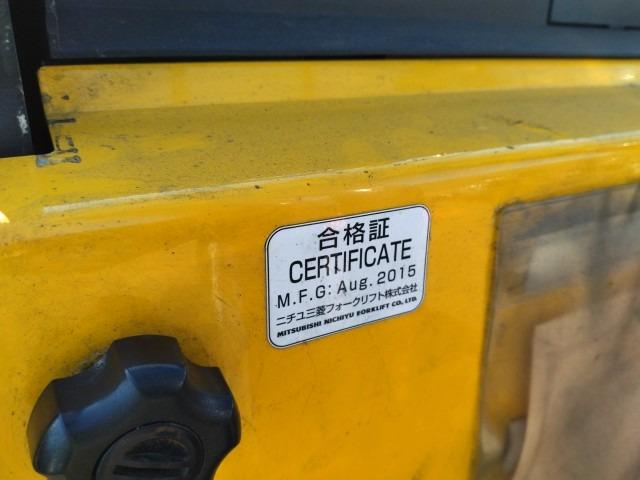 合格証
CERTIFICATE
M.F.G: Aug. 2015
ニチユ三菱フォークリフト株式会社
MITSUBISHI NICHIYU FORKLIFT CO., LTD.